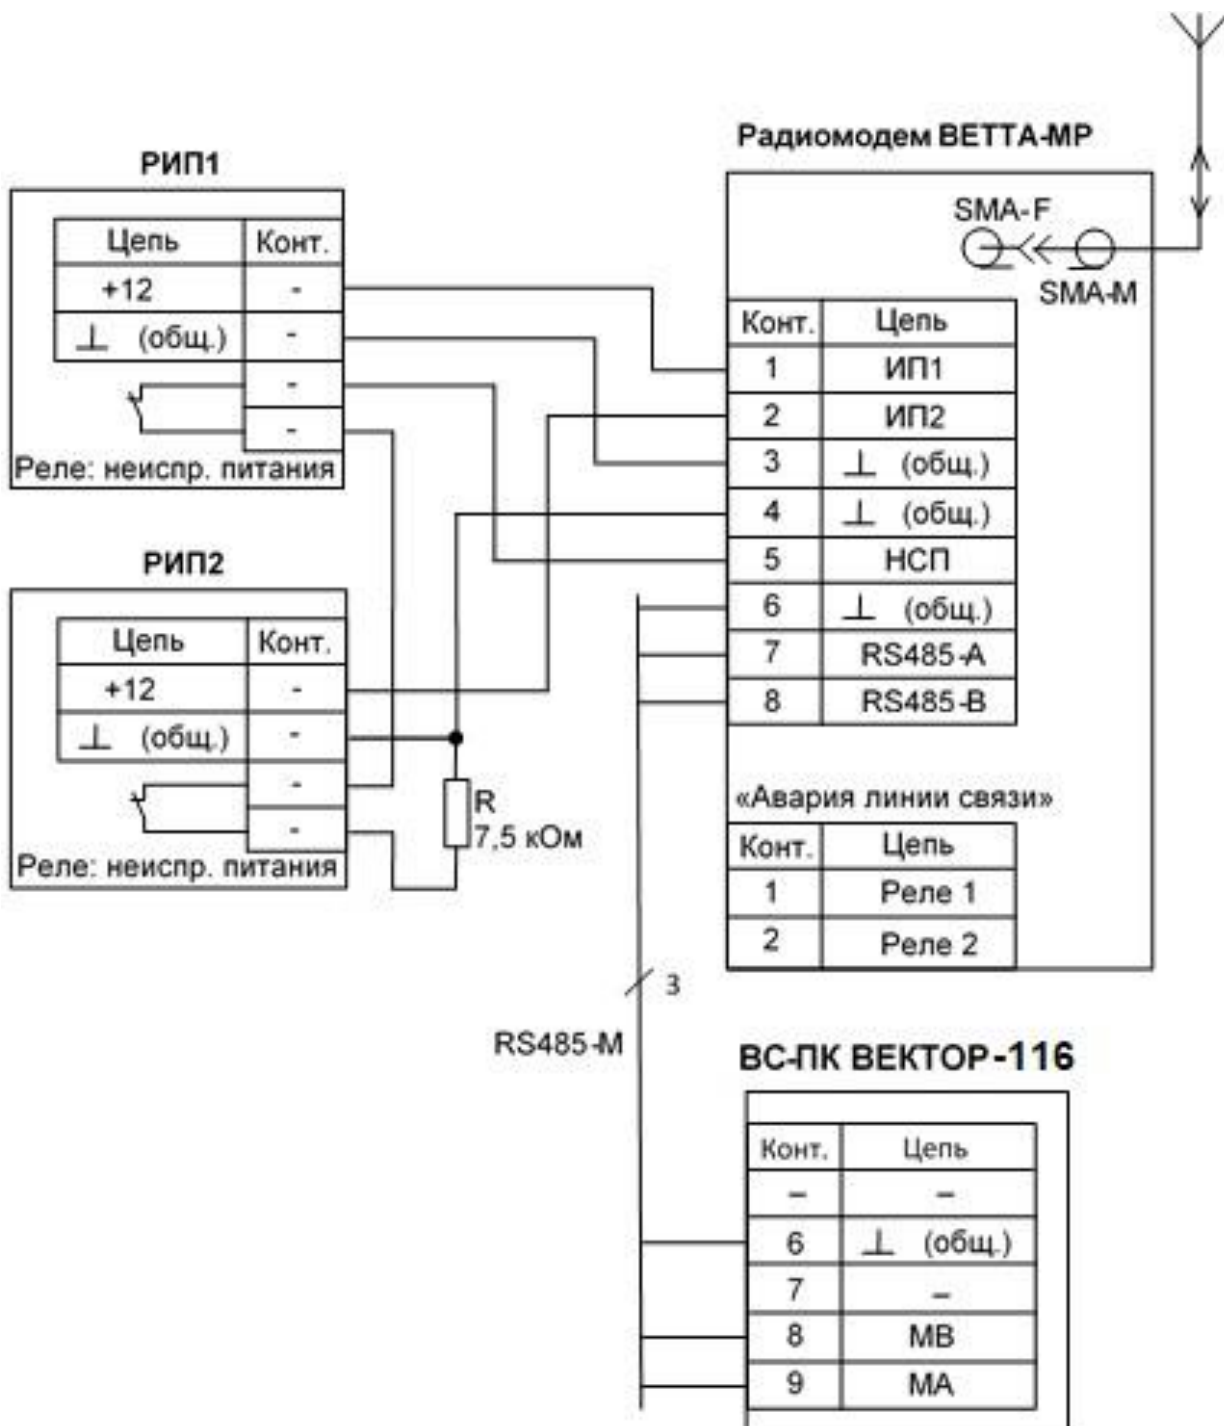 Радиомодем ВЕТТА-МР
РИП1
SMA-F
SMA-M
Цепь Конт.
+12 -
⊥ (общ.) -
-
-
Реле: неиспр. питания
Конт. Цепь
1 ИП1
2 ИП2
3 ⊥ (общ.)
4 ⊥ (общ.)
5 НСП
6 ⊥ (общ.)
7 RS485-A
8 RS485-B
РИП2
Цепь Конт.
+12 -
⊥ (общ.) -
-
-
Реле: неиспр. питания
R
7,5 кОм
«Авария линии связи»
Конт. Цепь
1 Реле 1
2 Реле 2
3
RS485-M
ВС-ПК ВЕКТОР-116
Конт. Цепь
– –
6 ⊥ (общ.)
7 –
8 MB
9 MA